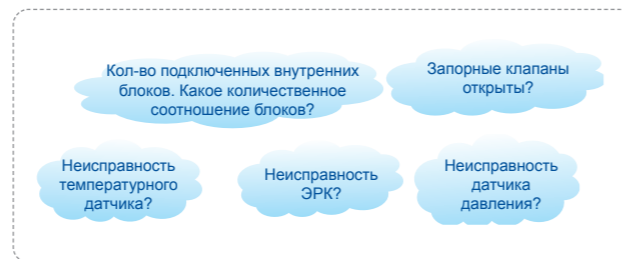 Кол-во подключенных внутренних
блоков. Какое количественное
соотношение блоков?
Запорные клапаны
открыты?
Неисправность
температурного
датчика?
Неисправность
ЭРК?
Неисправность
датчика
давления?